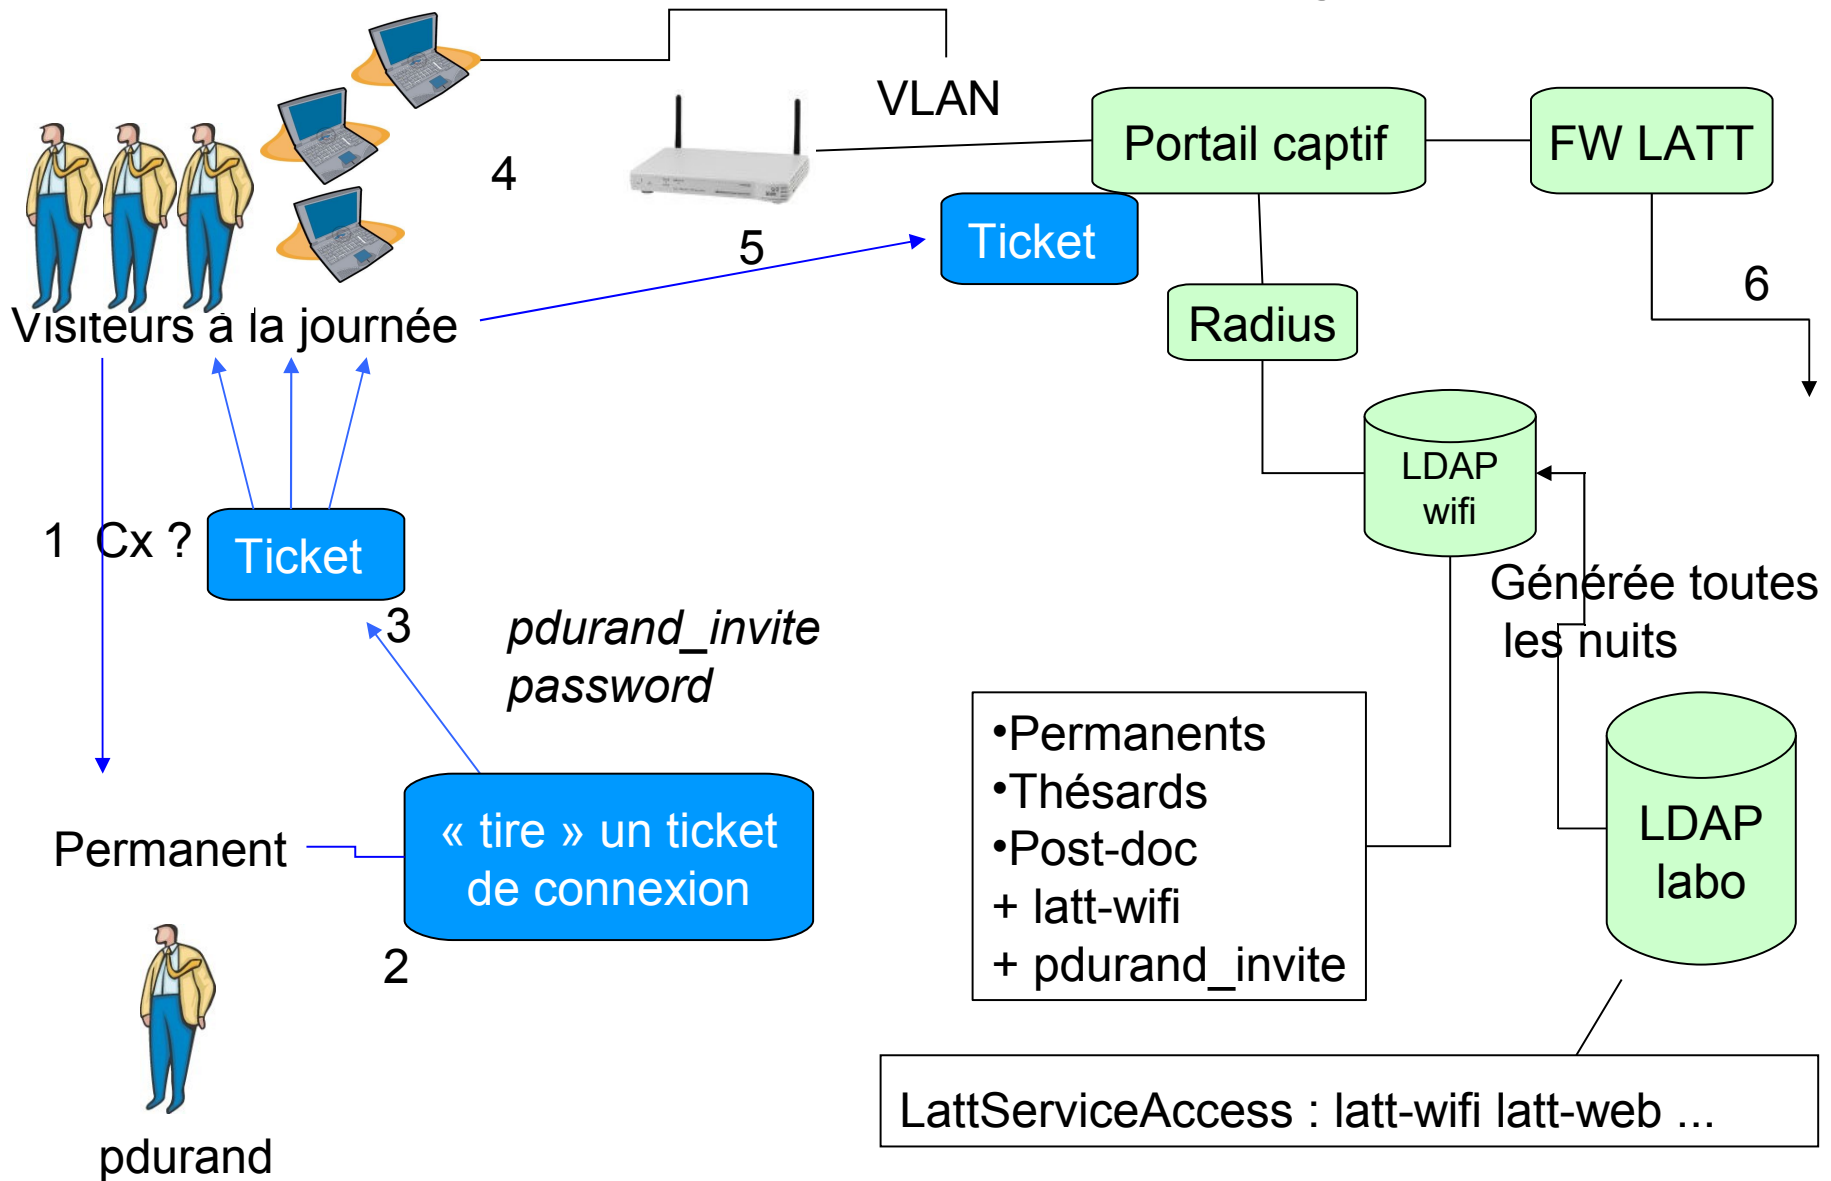 VLAN
Portail captif
FW LATT
4
5
Ticket
6
Visiteurs à la journée
Radius
LDAP
wifi
1 Cx ?
Ticket
3
pdurand_invite
password
Générée toutes
les nuits
Permanent
« tire » un ticket
de connexion
2
•Permanents
•Thésards
•Post-doc
+ latt-wifi
+ pdurand_invite
LDAP
labo
LattServiceAccess : latt-wifi latt-web ...
pdurand